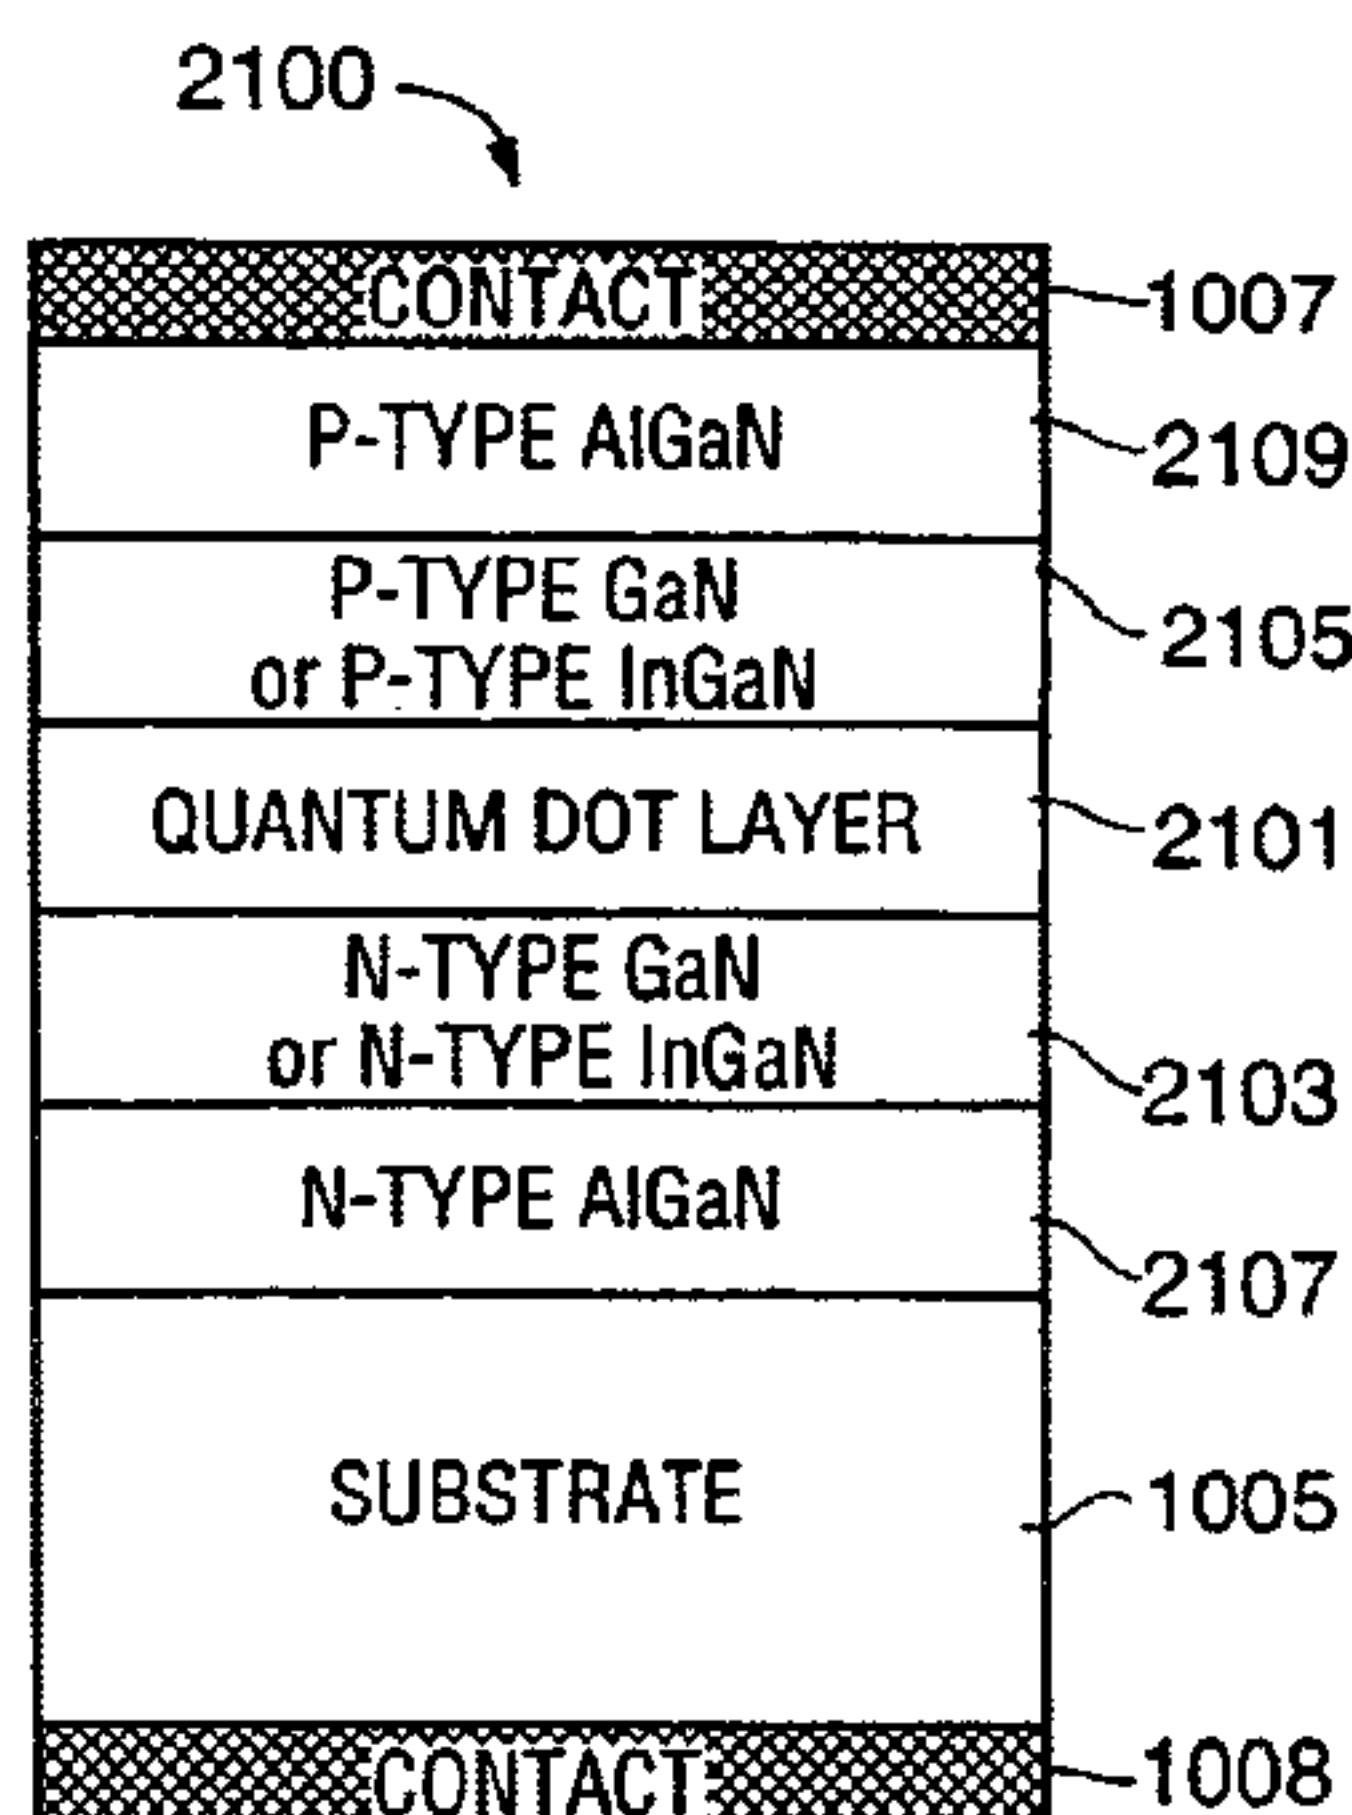 2100
CONTACT
1007
P-TYPE AlGaN
2109
P-TYPE GaN
or P-TYPE InGaN
2105
QUANTUM DOT LAYER
2101
N-TYPE GaN
or N-TYPE InGaN
2103
N-TYPE AlGaN
2107
SUBSTRATE
1005
CONTACT
1008